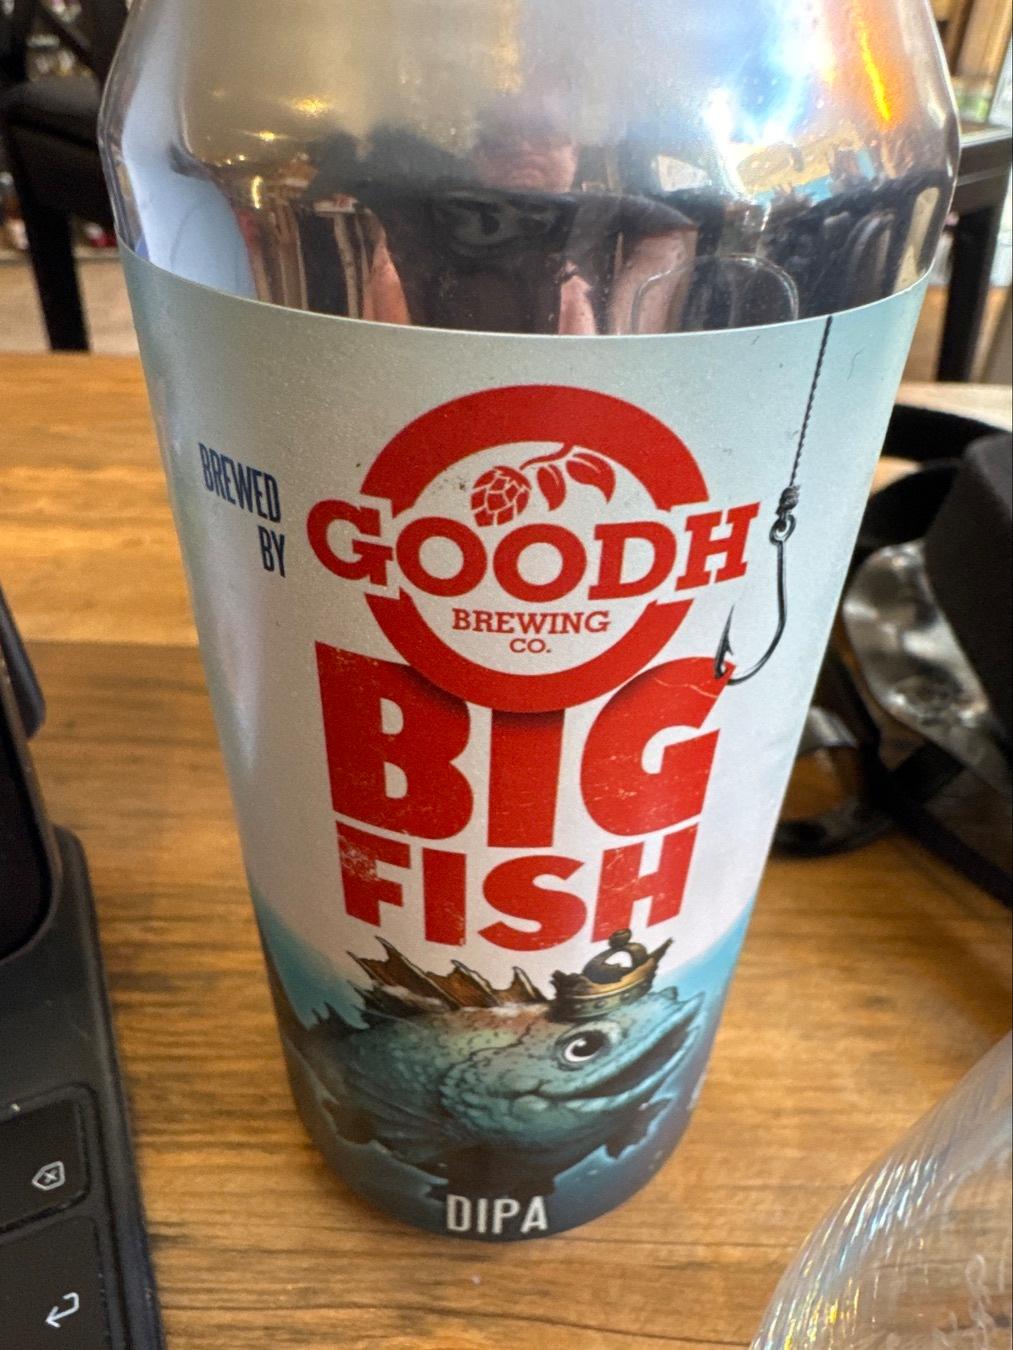 BREWED
BY
GOODH
BREWING
CO.
BIG
FISH
DIPA